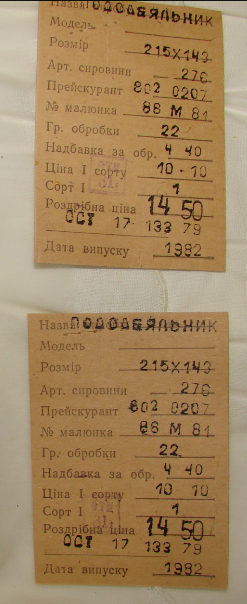 Назва ПОДОДЕЯЛЬНИК
Модель
Розмір 215X143
Арт. сировини 276
Прейскурант 802 0207
№ малюнка 86 М 81
Гр. обробки 22
Надбавка за обр. 4 40
Ціна І сорту 10-10
Сорт І 1
Роздрібна ціна 14 50
ОСТ 17 133 79
Дата випуску 1982
Назва ПОДОДЕЯЛЬНИК
Модель
Розмір 215X143
Арт. сировини 276
Прейскурант 802 0207
№ малюнка 86 М 81
Гр. обробки 22
Надбавка за обр. 4 40
Ціна І сорту 10 10
Сорт І 1
Роздрібна ціна 14 50
ОСТ 17 133 79
Дата випуску 1982